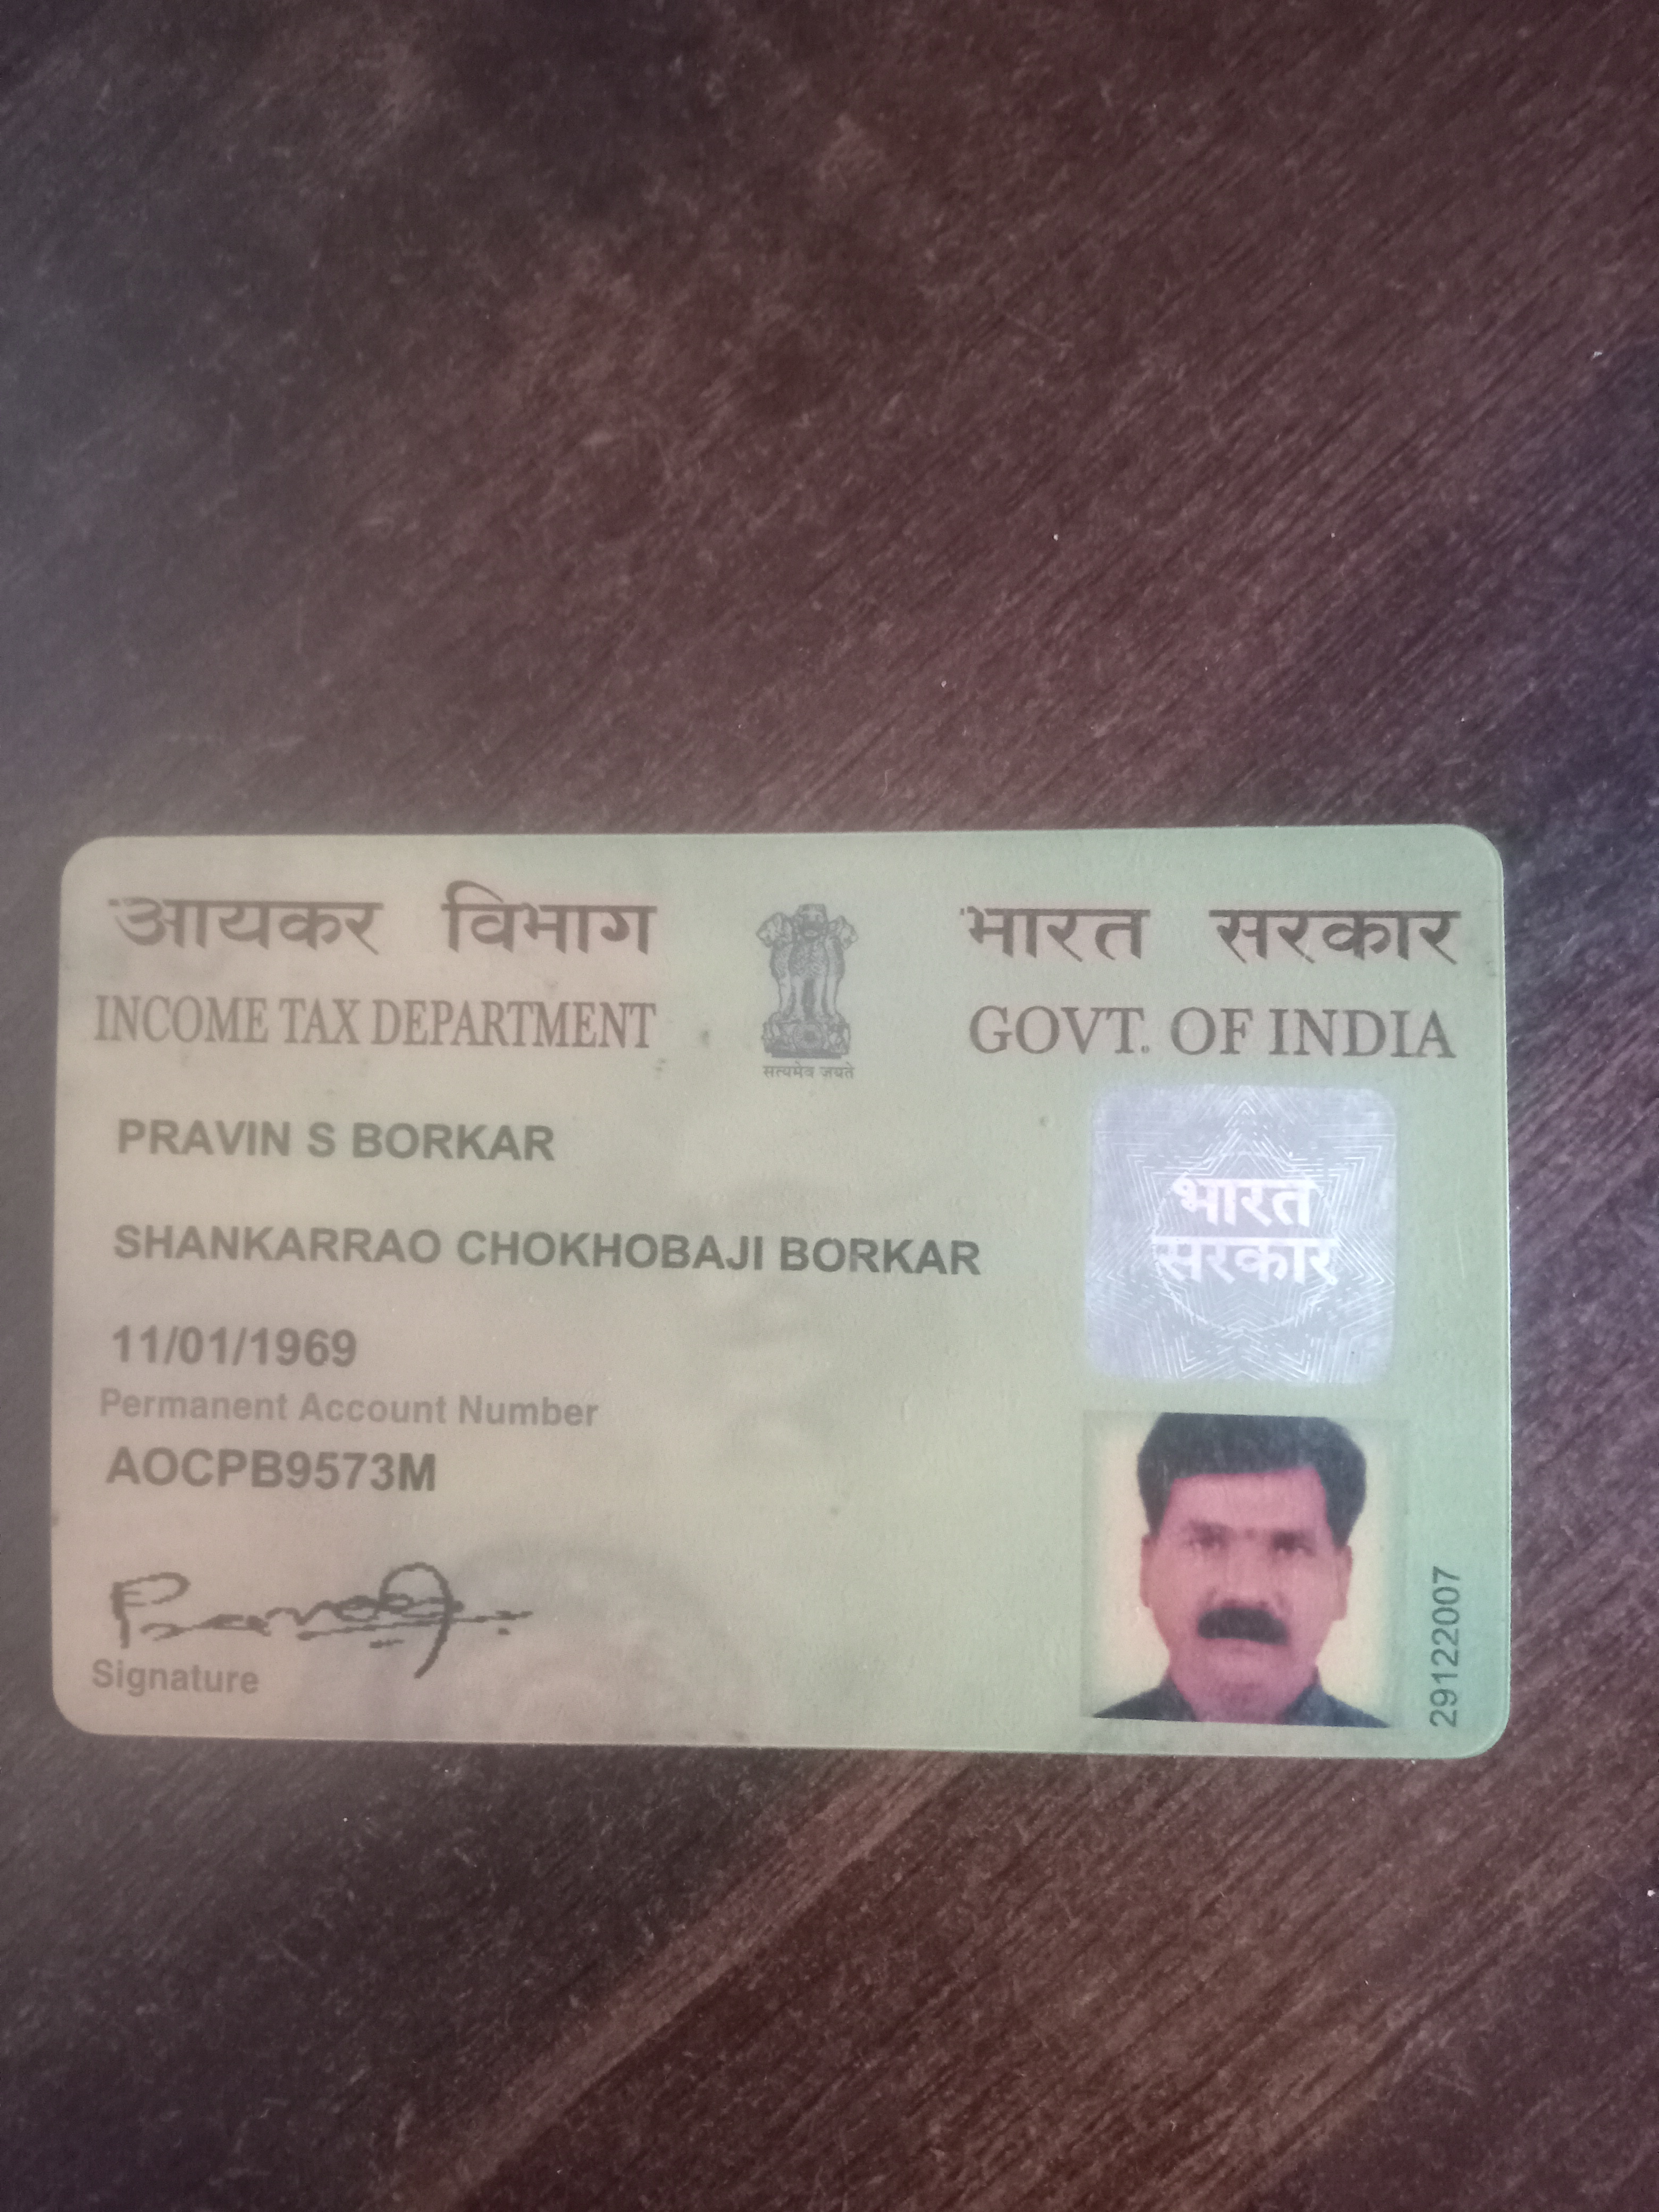 आयकर विभाग
INCOME TAX DEPARTMENT
सत्यमेव जयते
भारत सरकार
GOVT. OF INDIA
PRAVIN S BORKAR
SHANKARRAO CHOKHOBAJI BORKAR
11/01/1969
Permanent Account Number
AOCPB9573M
Signature
भारत
सरकार
29122007